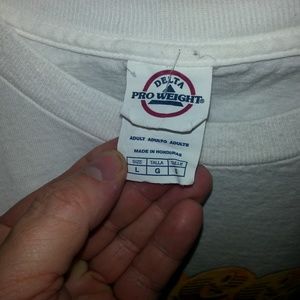 DELTA
PRO WEIGHT®
ADULT ADULTO ADULTE
MADE IN HONDURAS
SIZE TALLA TAILLE
L G L